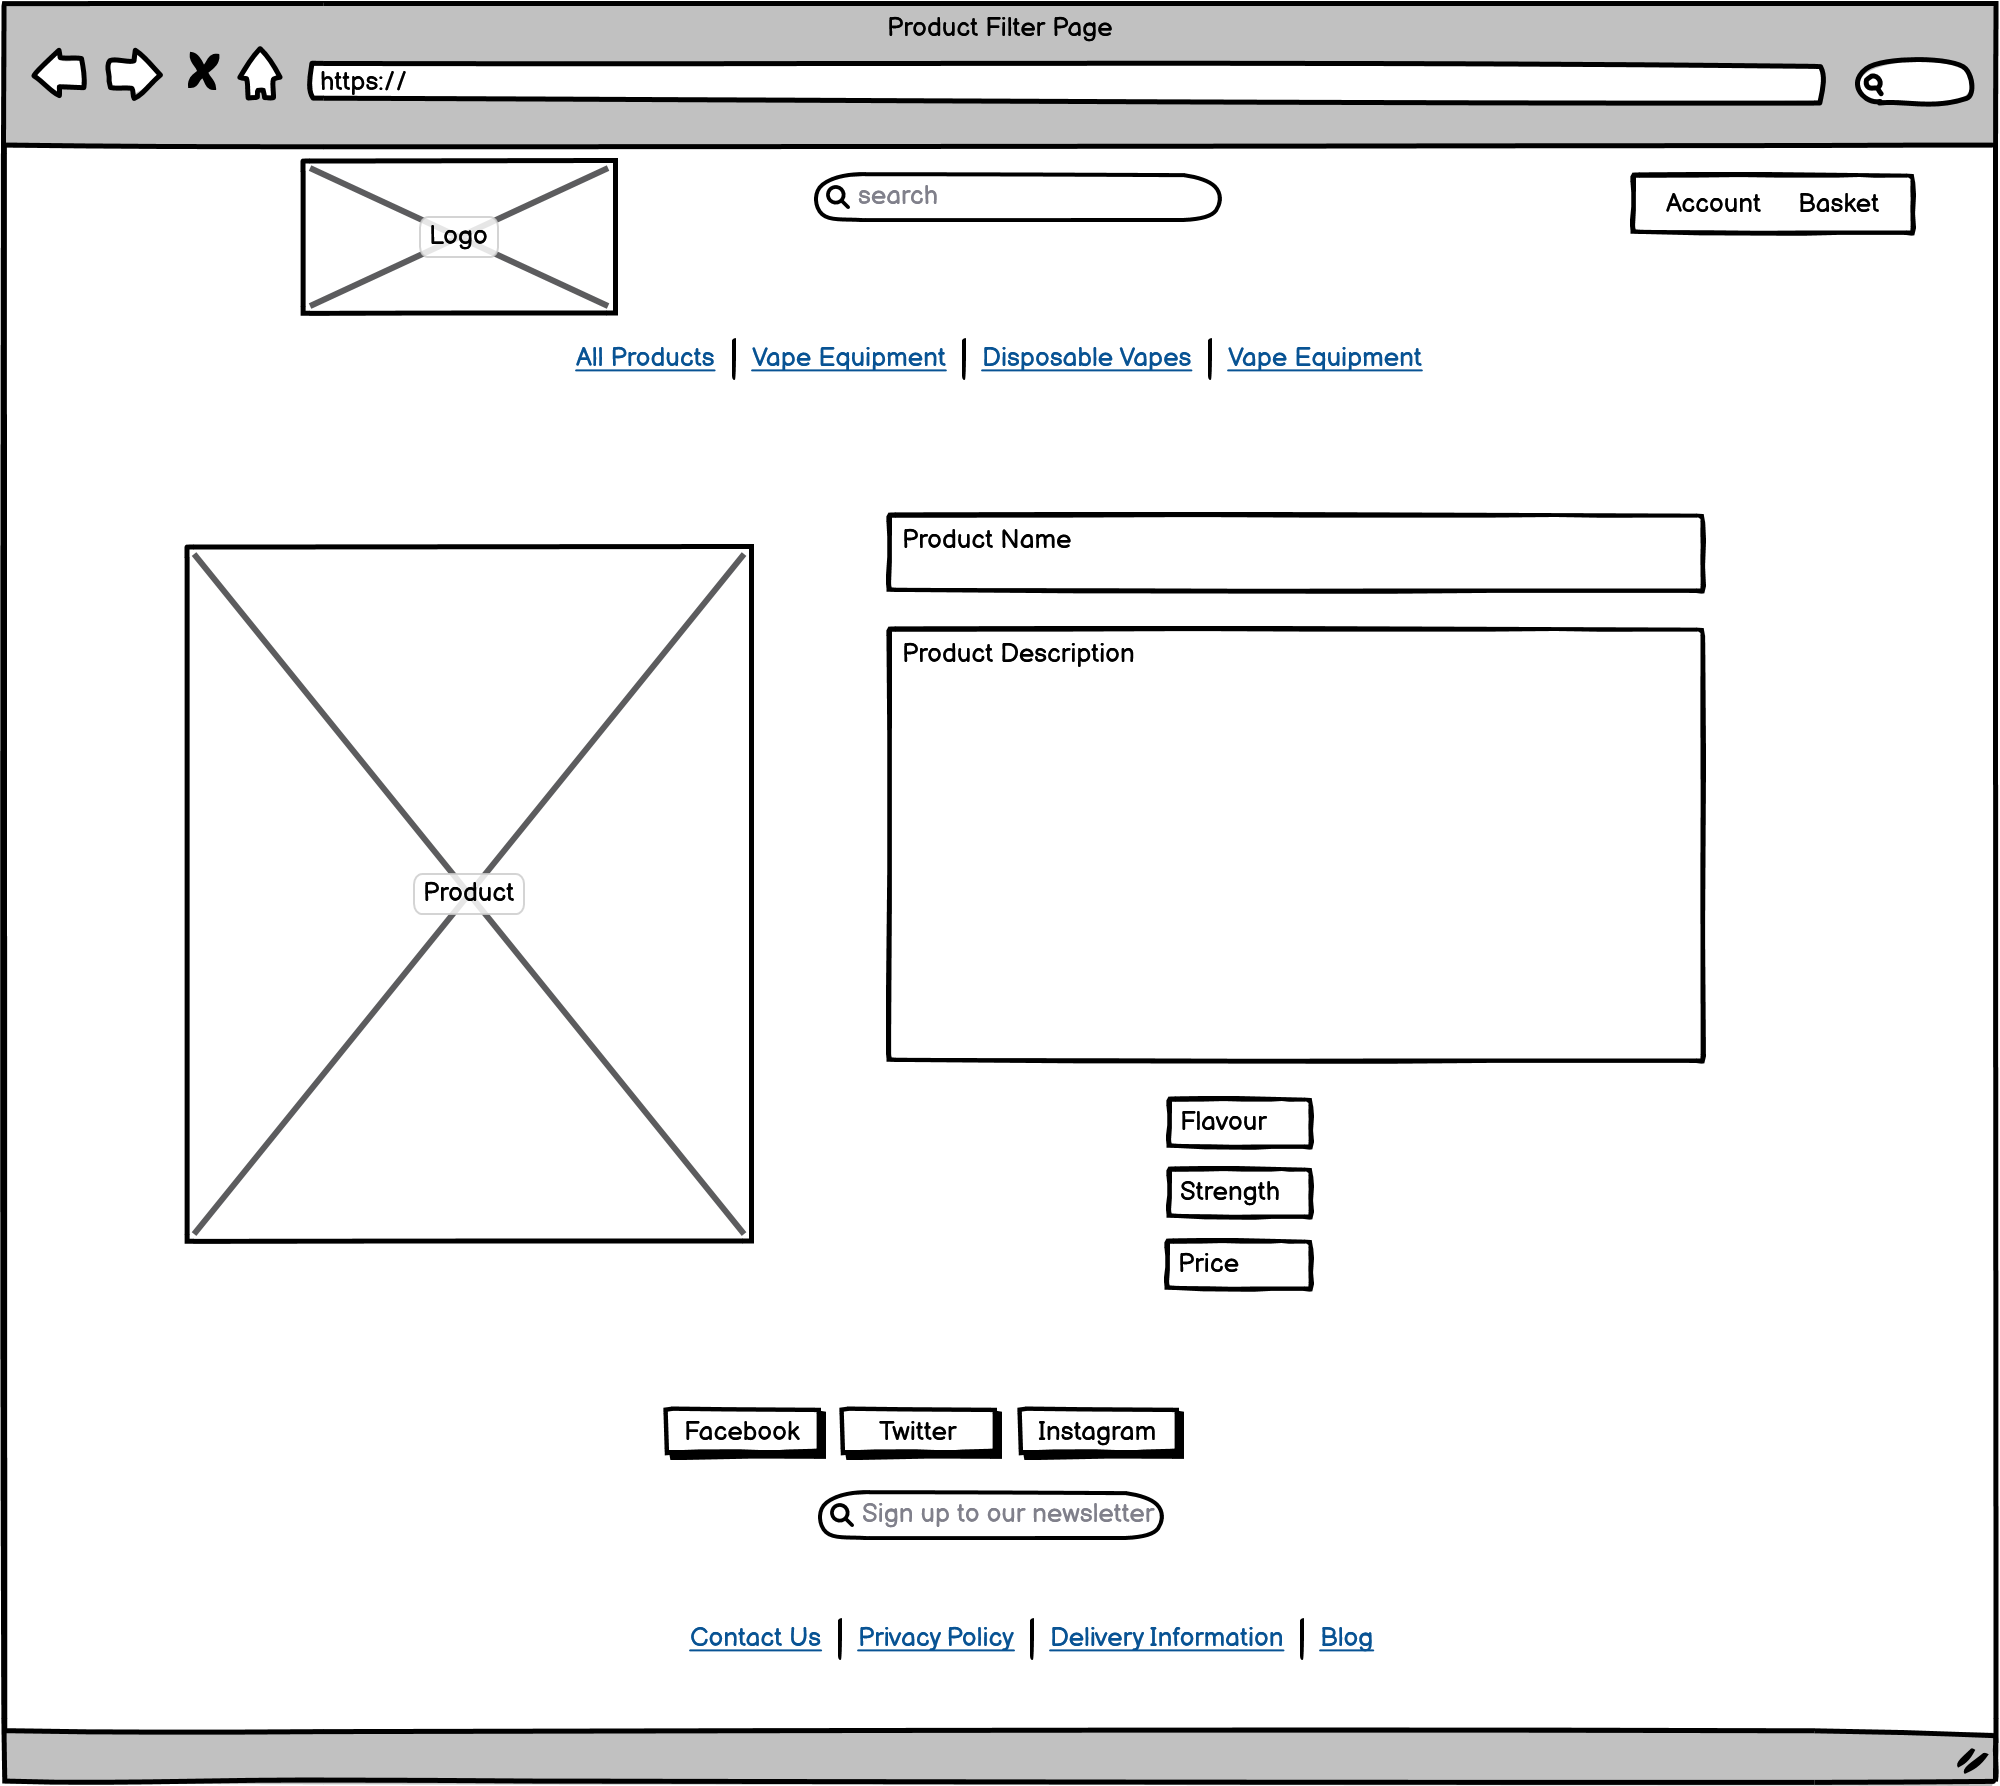 Product Filter Page
https://
Logo
search
Account Basket
All Products Vape Equipment Disposable Vapes Vape Equipment
Product
Product Name
Product Description
Flavour
Strength
Price
Facebook Twitter Instagram
Sign up to our newsletter
Contact Us Privacy Policy Delivery Information Blog